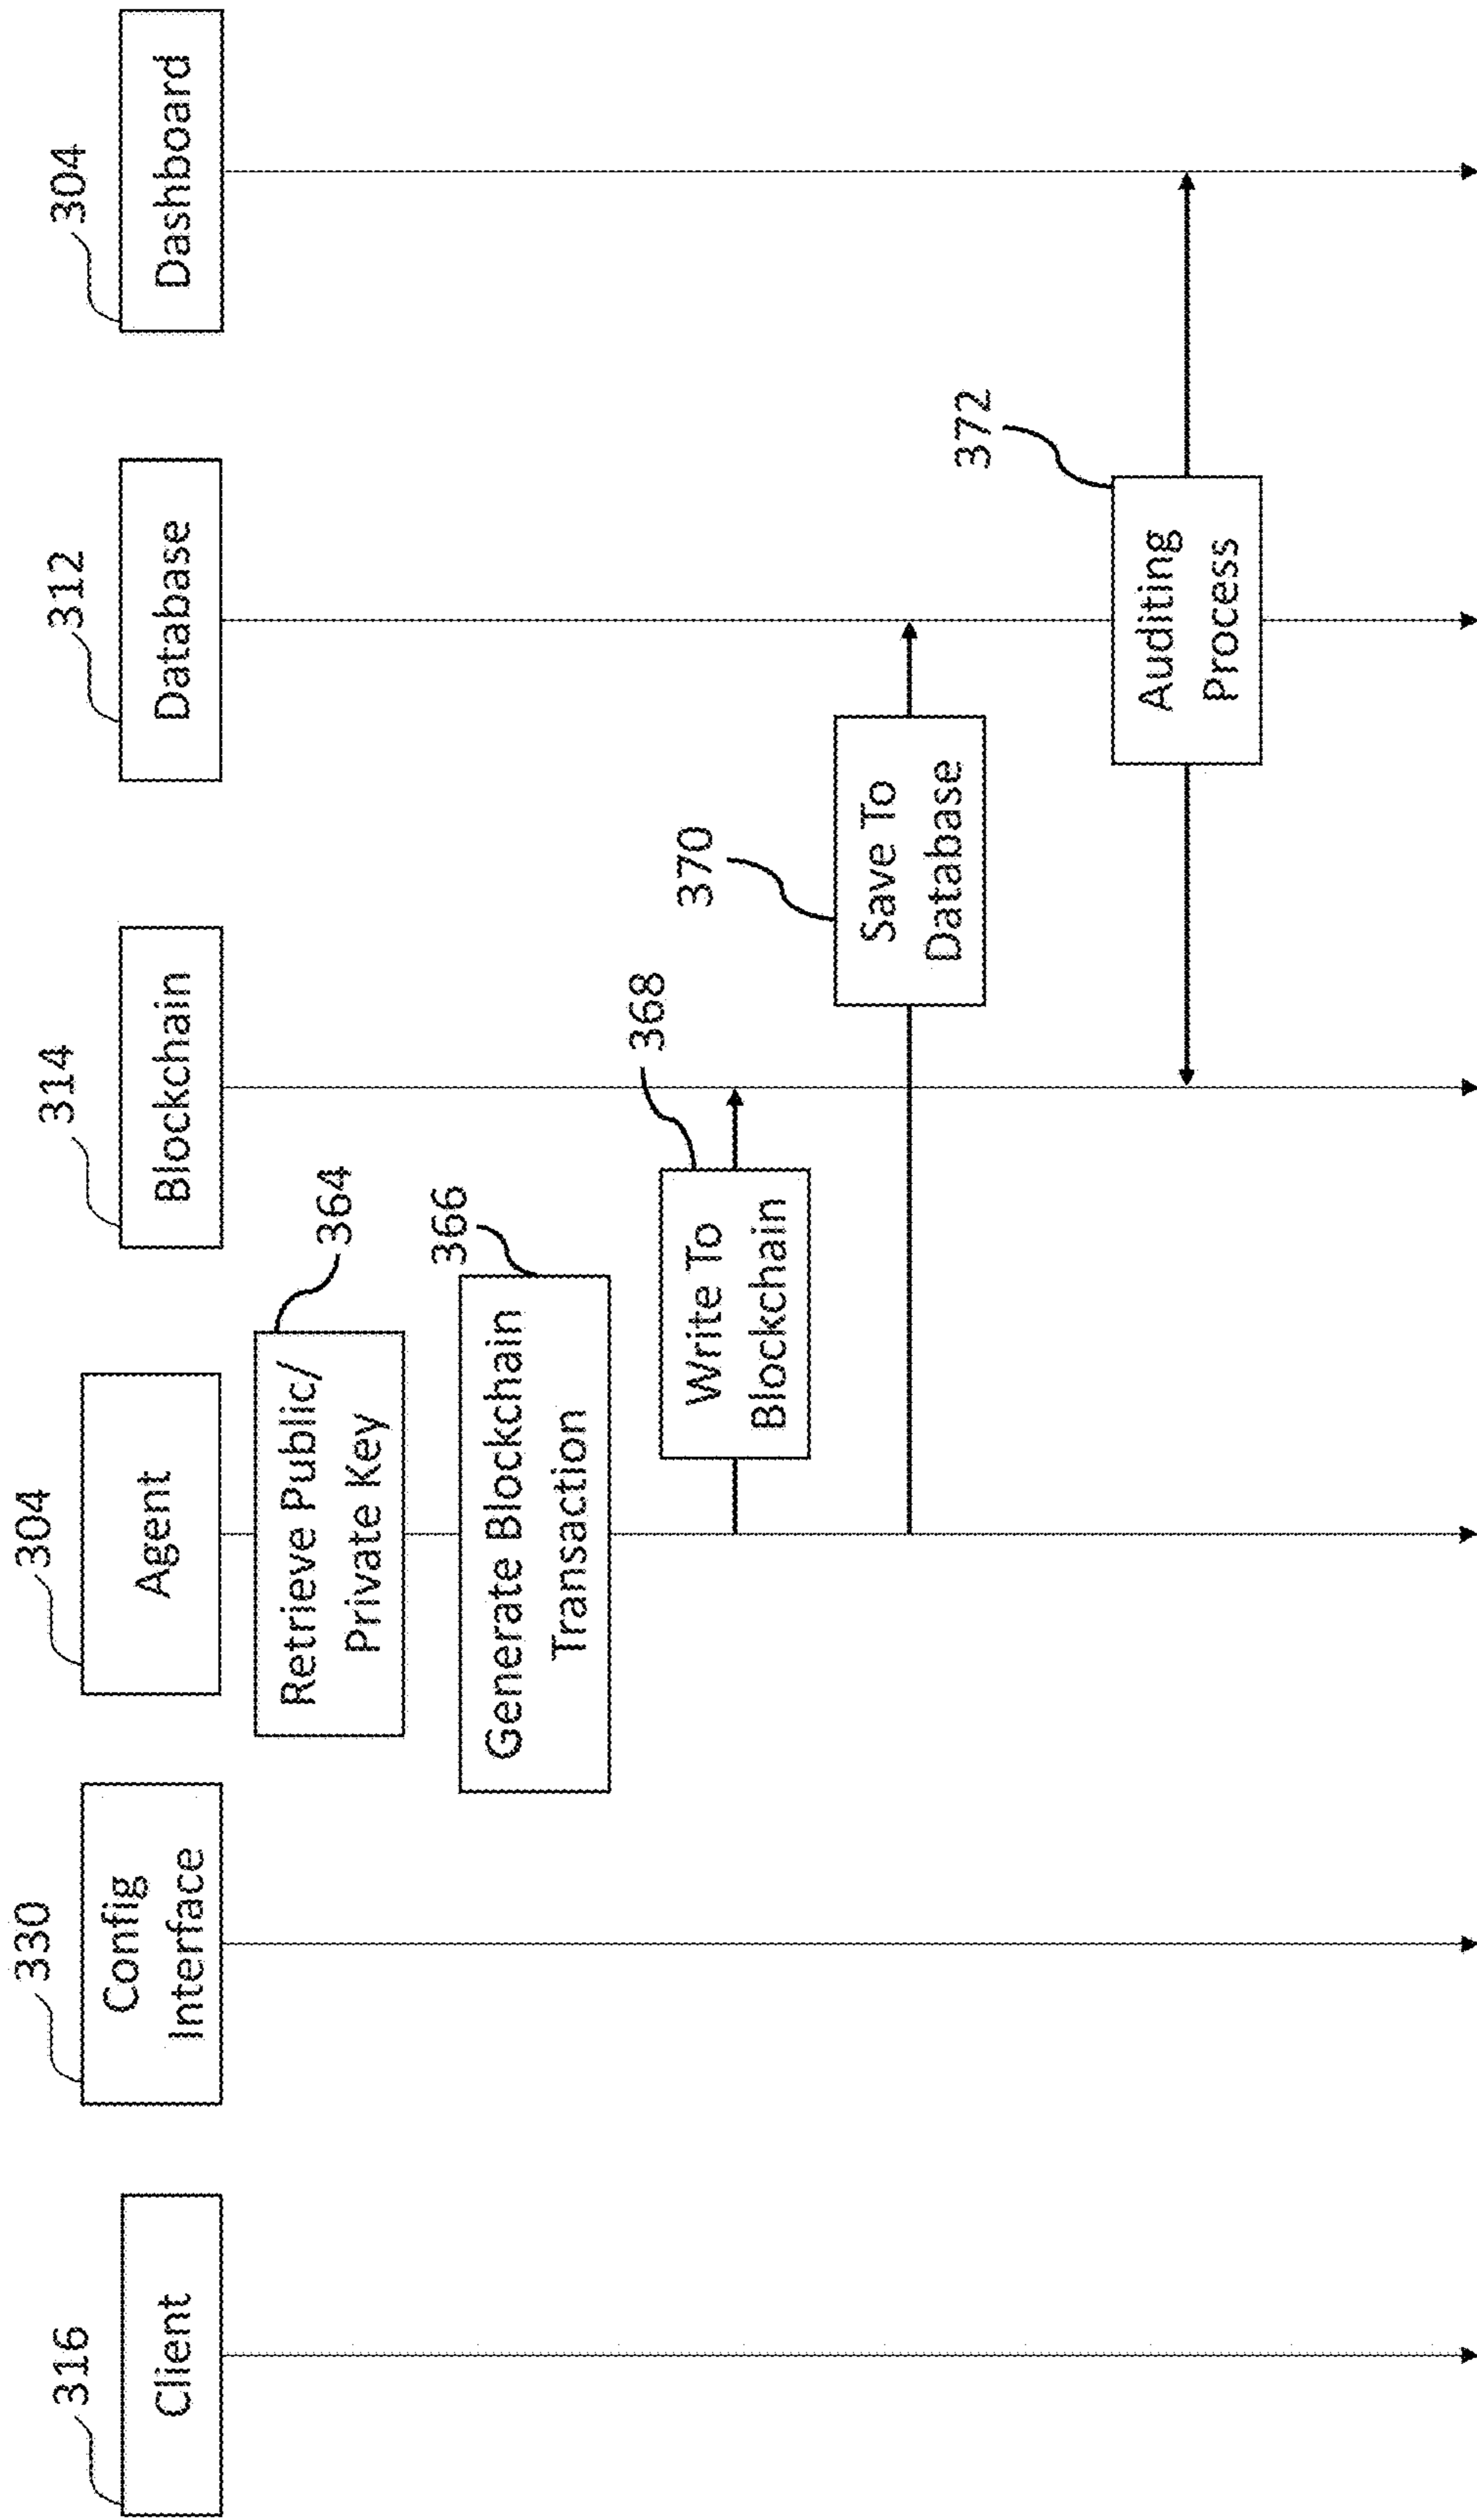 316
Client
330
Config
Interface
304
Agent
314
Blockchain
312
Database
304
Dashboard
364
Retrieve Public/
Private Key
366
Generate Blockchain
Transaction
368
Write To
Blockchain
370
Save To
Database
372
Auditing
Process